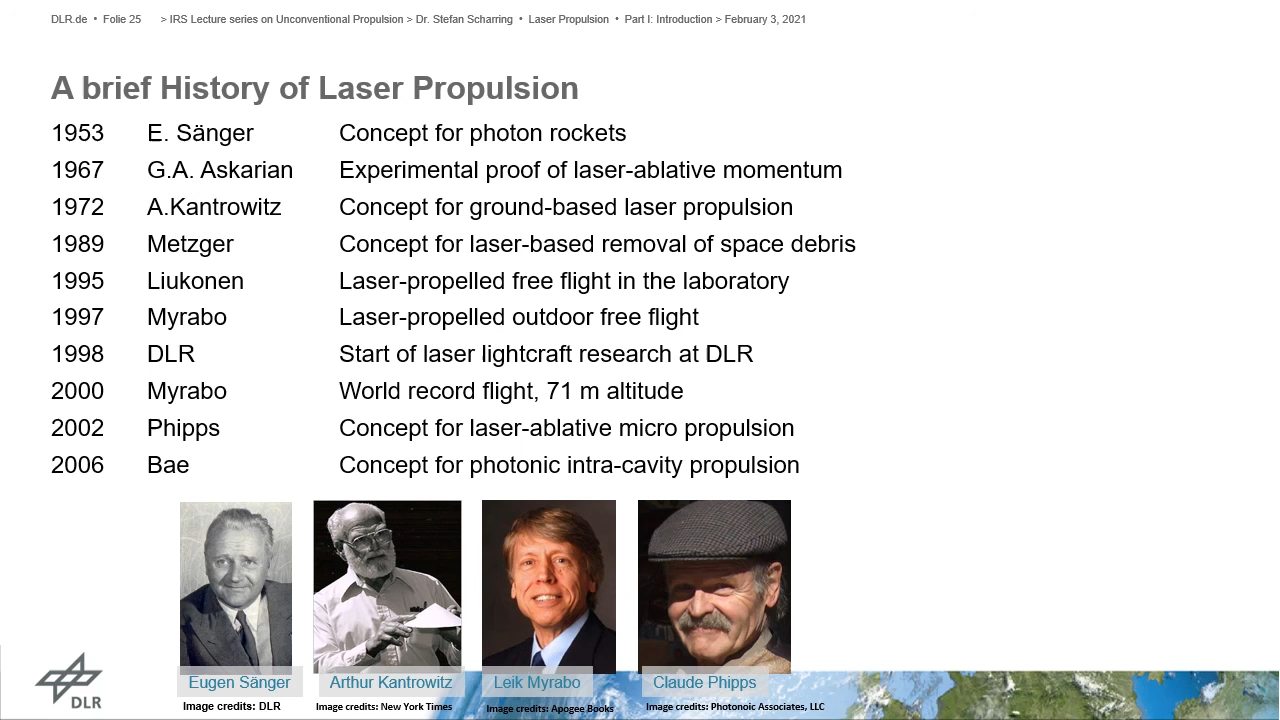 DLR.de • Folie 25 > IRS Lecture series on Unconventional Propulsion > Dr. Stefan Scharring • Laser Propulsion • Part I: Introduction > February 3, 2021
A brief History of Laser Propulsion
1953 E. Sänger Concept for photon rockets
1967 G.A. Askarian Experimental proof of laser-ablative momentum
1972 A.Kantrowitz Concept for ground-based laser propulsion
1989 Metzger Concept for laser-based removal of space debris
1995 Liukonen Laser-propelled free flight in the laboratory
1997 Myrabo Laser-propelled outdoor free flight
1998 DLR Start of laser lightcraft research at DLR
2000 Myrabo World record flight, 71 m altitude
2002 Phipps Concept for laser-ablative micro propulsion
2006 Bae Concept for photonic intra-cavity propulsion
Eugen Sänger Arthur Kantrowitz Leik Myrabo Claude Phipps
Image credits: DLR Image credits: New York Times Image credits: Apogee Books Image credits: Photonoic Associates, LLC
DLR